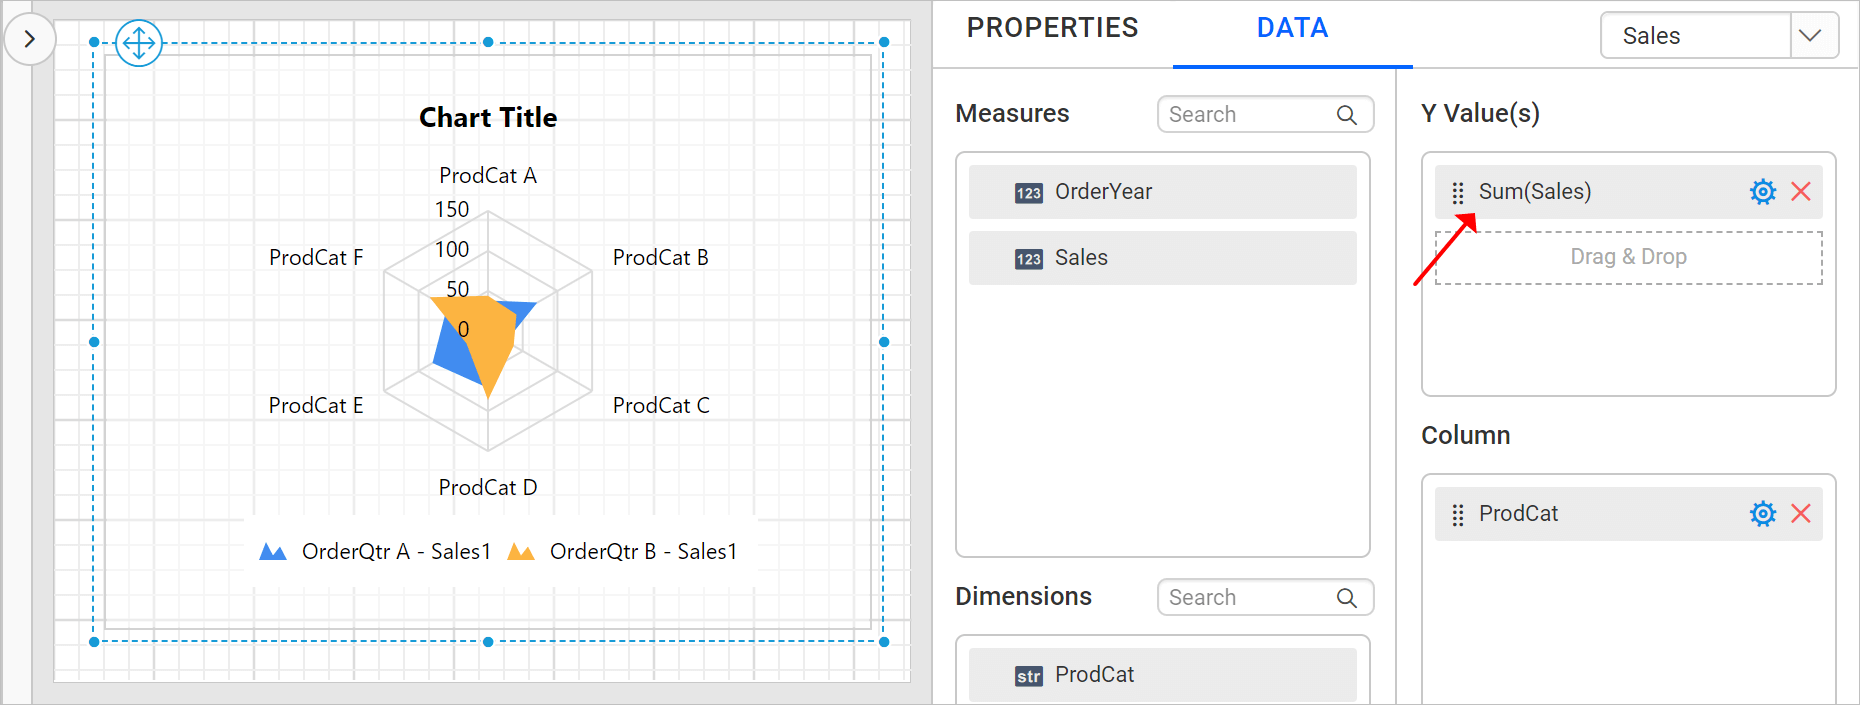 PROPERTIES
DATA
Sales
Chart Title
ProdCat A
150
100
50
0
ProdCat F
ProdCat B
ProdCat E
ProdCat C
ProdCat D
OrderQtr A - Sales1
OrderQtr B - Sales1
Measures
Search
123 OrderYear
123 Sales
Dimensions
Search
str ProdCat
Y Value(s)
Sum(Sales)
Drag & Drop
Column
ProdCat